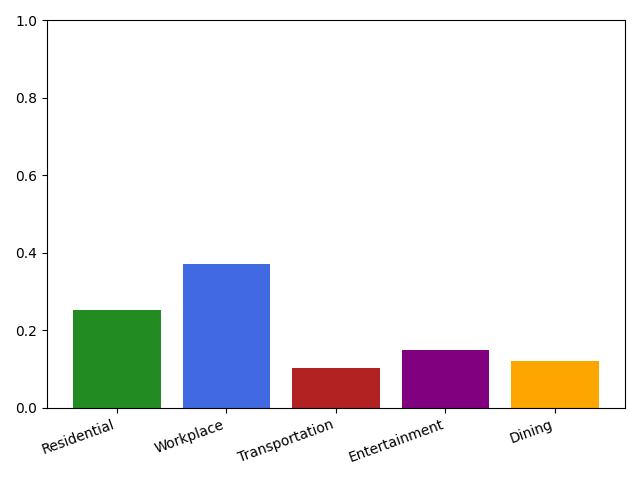 1.0
0.8
0.6
0.4
0.2
0.0
Residential
Workplace
Transportation
Entertainment
Dining